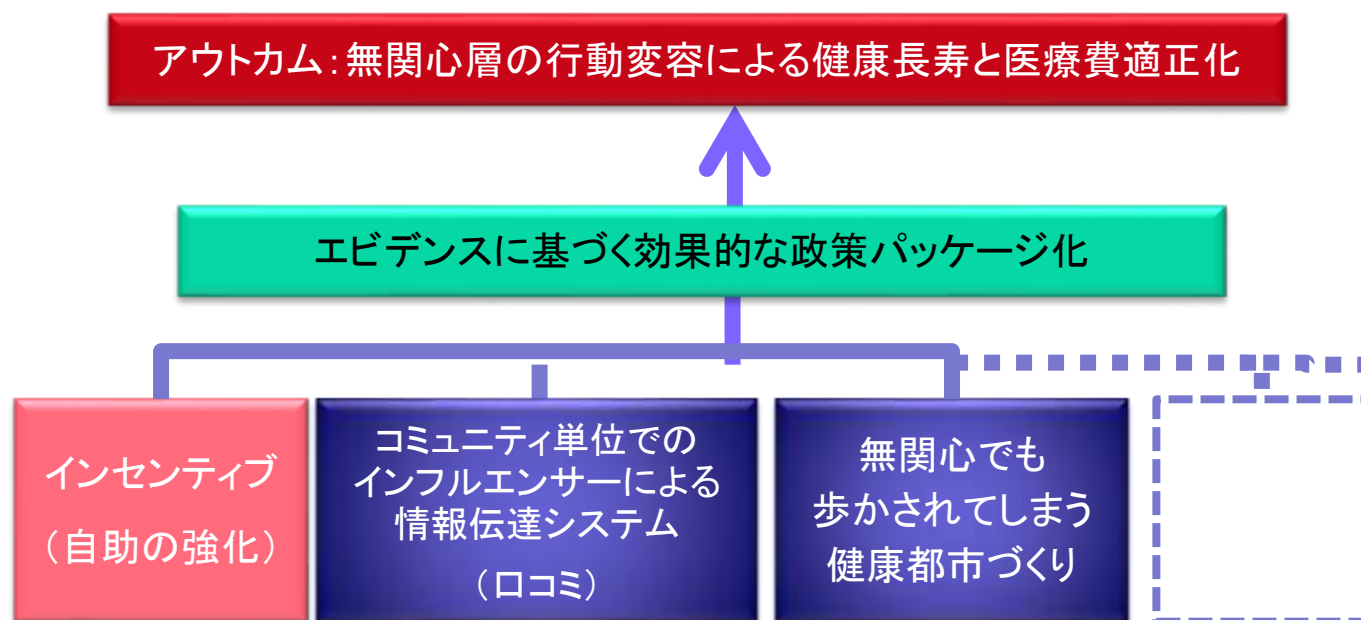 アウトカム：無関心層の行動変容による健康長寿と医療費適正化
エビデンスに基づく効果的な政策パッケージ化
インセンティブ
（自助の強化）
コミュニティ単位での
インフルエンサーによる
情報伝達システム
（口コミ）
無関心でも
歩かされてしまう
健康都市づくり